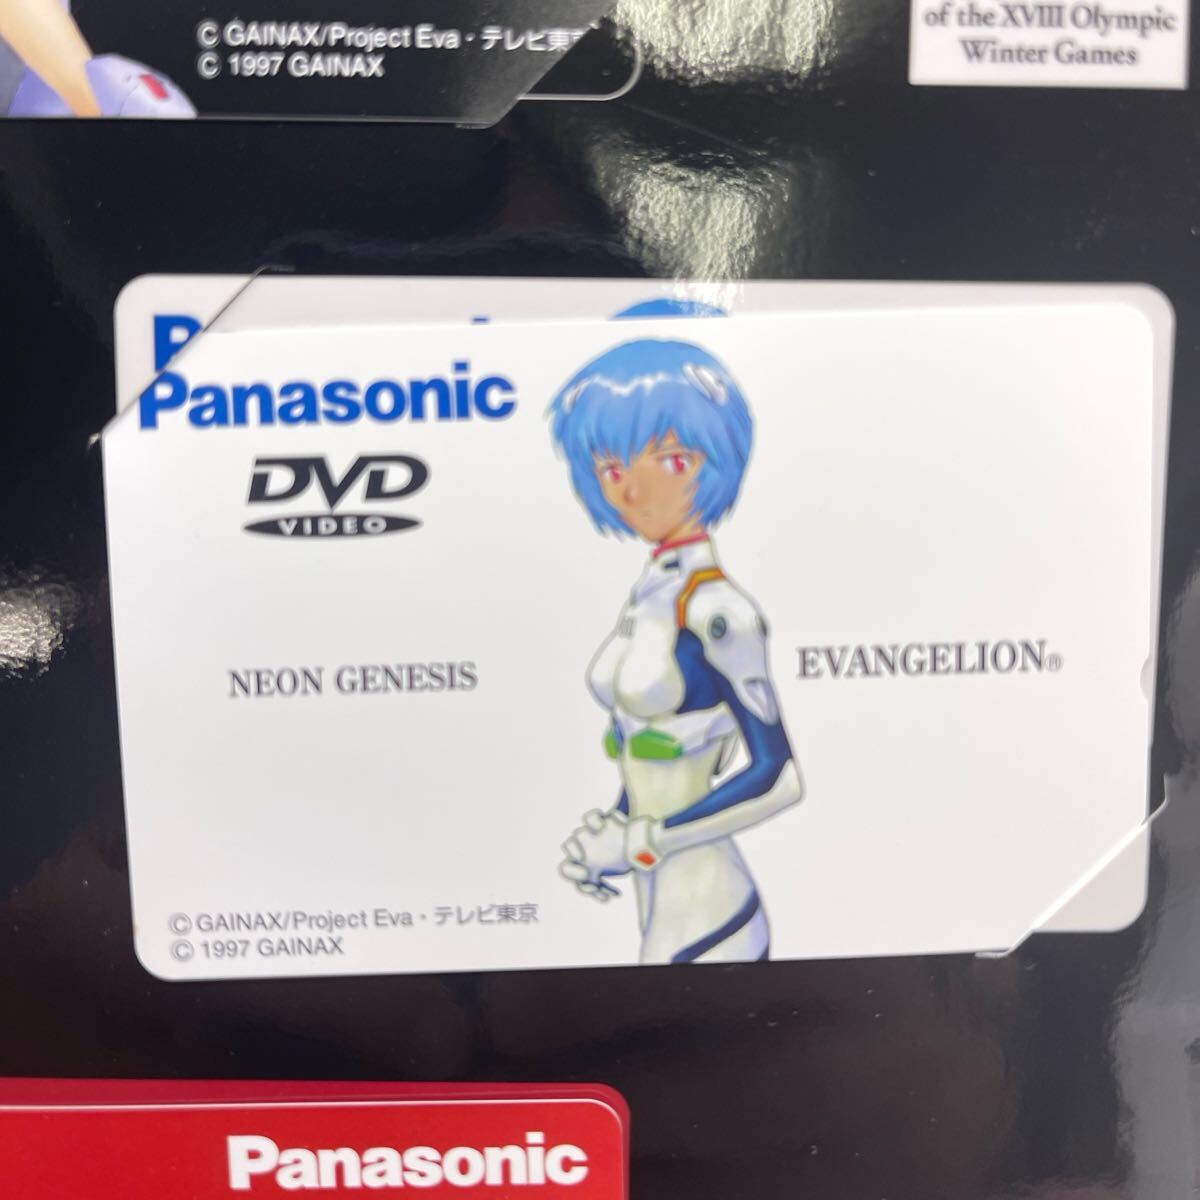 © GAINAX/Project Eva・テレビ東
© 1997 GAINAX
of the XVIII Olympic
Winter Games
Panasonic
DVD
VIDEO
NEON GENESIS
EVANGELION®
© GAINAX/Project Eva・テレビ東京
© 1997 GAINAX
Panasonic